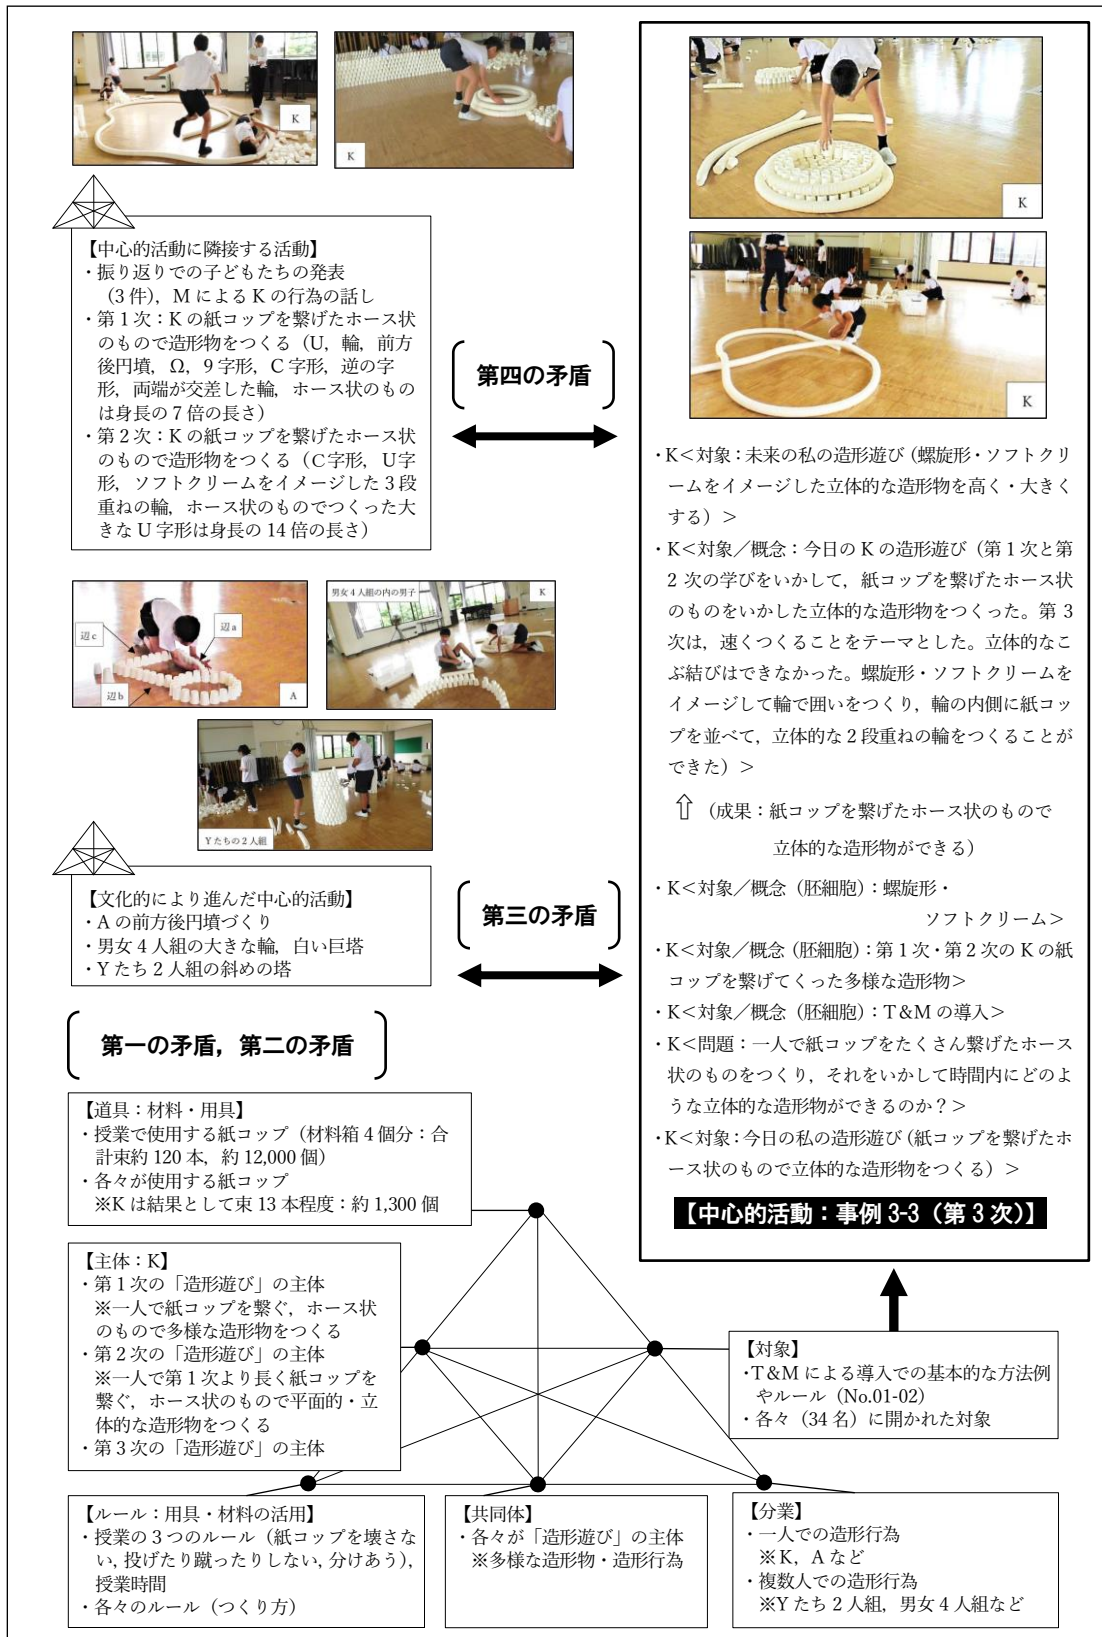 K
K
【中心的活動に隣接する活動】
・振り返りでの子どもたちの発表
（3件），MによるKの行為の話し
・第1次：Kの紙コップを繋げたホース状
のもので造形物をつくる（U，輪，前方
後円墳，Ω，9字形，C字形，逆の字
形，両端が交差した輪，ホース状のもの
は身長の7倍の長さ）
・第2次：Kの紙コップを繋げたホース状
のもので造形物をつくる（C字形，U字
形，ソフトクリームをイメージした3段
重ねの輪，ホース状のものでつくった大
きなU字形は身長の14倍の長さ）
第四の矛盾
辺c
辺a
辺b
A
男女4人組の内の男子
K
Yたちの2人組
【文化的により進んだ中心的活動】
・Aの前方後円墳づくり
・男女4人組の大きな輪，白い巨塔
・Yたち2人組の斜めの塔
第三の矛盾
第一の矛盾，第二の矛盾
K
K
・K＜対象：未来の私の造形遊び（螺旋形・ソフトクリ
ームをイメージした立体的な造形物を高く・大きく
する）＞
・K＜対象／概念：今日のKの造形遊び（第1次と第
2次の学びをいかして，紙コップを繋げたホース状
のものをいかした立体的な造形物をつくった。第3
次は，速くつくることをテーマとした。立体的なこ
ぶ結びはできなかった。螺旋形・ソフトクリームを
イメージして輪で囲いをつくり，輪の内側に紙コッ
プを並べて，立体的な2段重ねの輪をつくることが
できた）＞
⇧（成果：紙コップを繋げたホース状のもので
立体的な造形物ができる）
・K＜対象／概念（胚細胞）：螺旋形・
ソフトクリーム＞
・K＜対象／概念（胚細胞）：第1次・第2次のKの紙
コップを繋げてくった多様な造形物＞
・K＜対象／概念（胚細胞）：T&Mの導入＞
・K＜問題：一人で紙コップをたくさん繋げたホース
状のものをつくり，それをいかして時間内にどのよ
うな立体的な造形物ができるのか？＞
・K＜対象：今日の私の造形遊び（紙コップを繋げたホ
ース状のもので立体的な造形物をつくる）＞
【中心的活動：事例3-3（第3次）】
【道具：材料・用具】
・授業で使用する紙コップ（材料箱4個分：合
計束約120本，約12,000個）
・各々が使用する紙コップ
※Kは結果として束13本程度：約1,300個
【主体：K】
・第1次の「造形遊び」の主体
※一人で紙コップを繋ぐ，ホース状
のもので多様な造形物をつくる
・第2次の「造形遊び」の主体
※一人で第1次より長く紙コップを
繋ぐ，ホース状のもので平面的・立
体的な造形物をつくる
・第3次の「造形遊び」の主体
【対象】
・T&Mによる導入での基本的な方法例
やルール（No.01-02）
・各々（34名）に開かれた対象
【ルール：用具・材料の活用】
・授業の3つのルール（紙コップを壊さな
い，投げたり蹴ったりしない，分けあう），
授業時間
・各々のルール（つくり方）
【共同体】
・各々が「造形遊び」の主体
※多様な造形物・造形行為
【分業】
・一人での造形行為
※K，Aなど
・複数人での造形行為
※Yたち2人組，男女4人組など